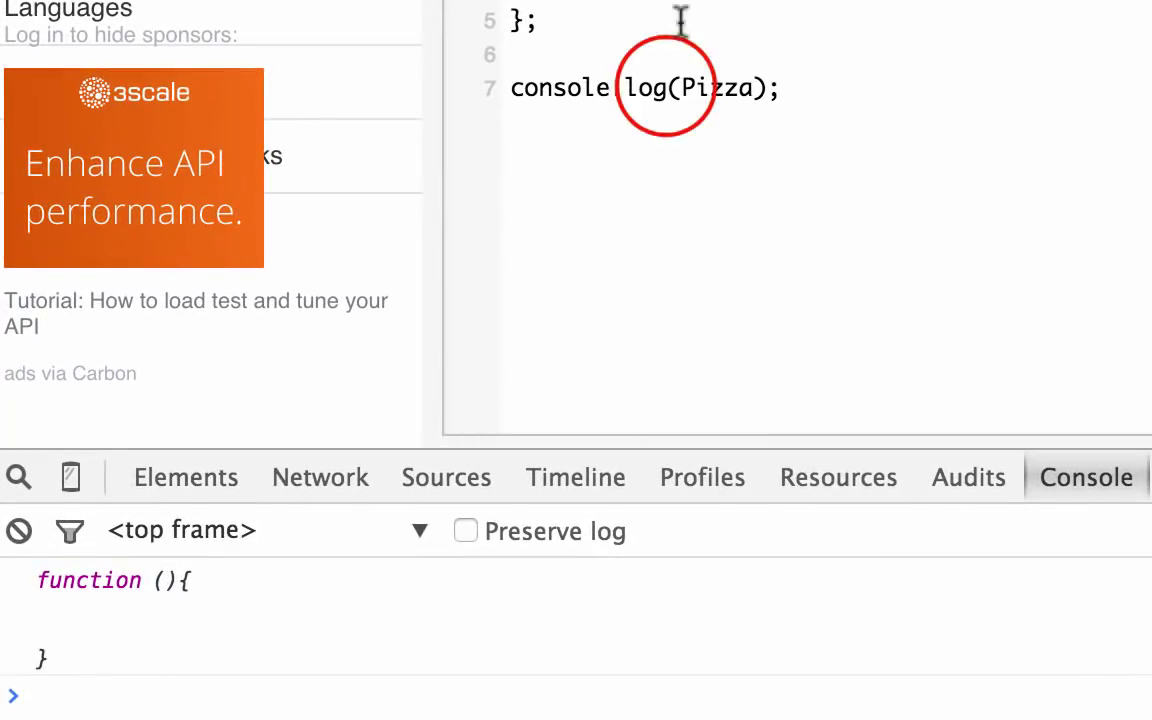 Languages
Log in to hide sponsors:
3scale
Enhance API
performance.
ks
Tutorial: How to load test and tune your
API
ads via Carbon
5 };
6
7 console.log(Pizza);
Elements Network Sources Timeline Profiles Resources Audits Console
<top frame> ▼ Preserve log
function (){
}
>